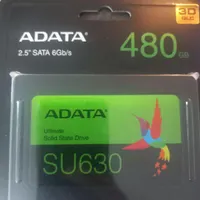 ADATA
2.5" SATA 6Gb/s
480 GB
3D
NAND
ADATA
Ultimate
Solid State Drive
SU630